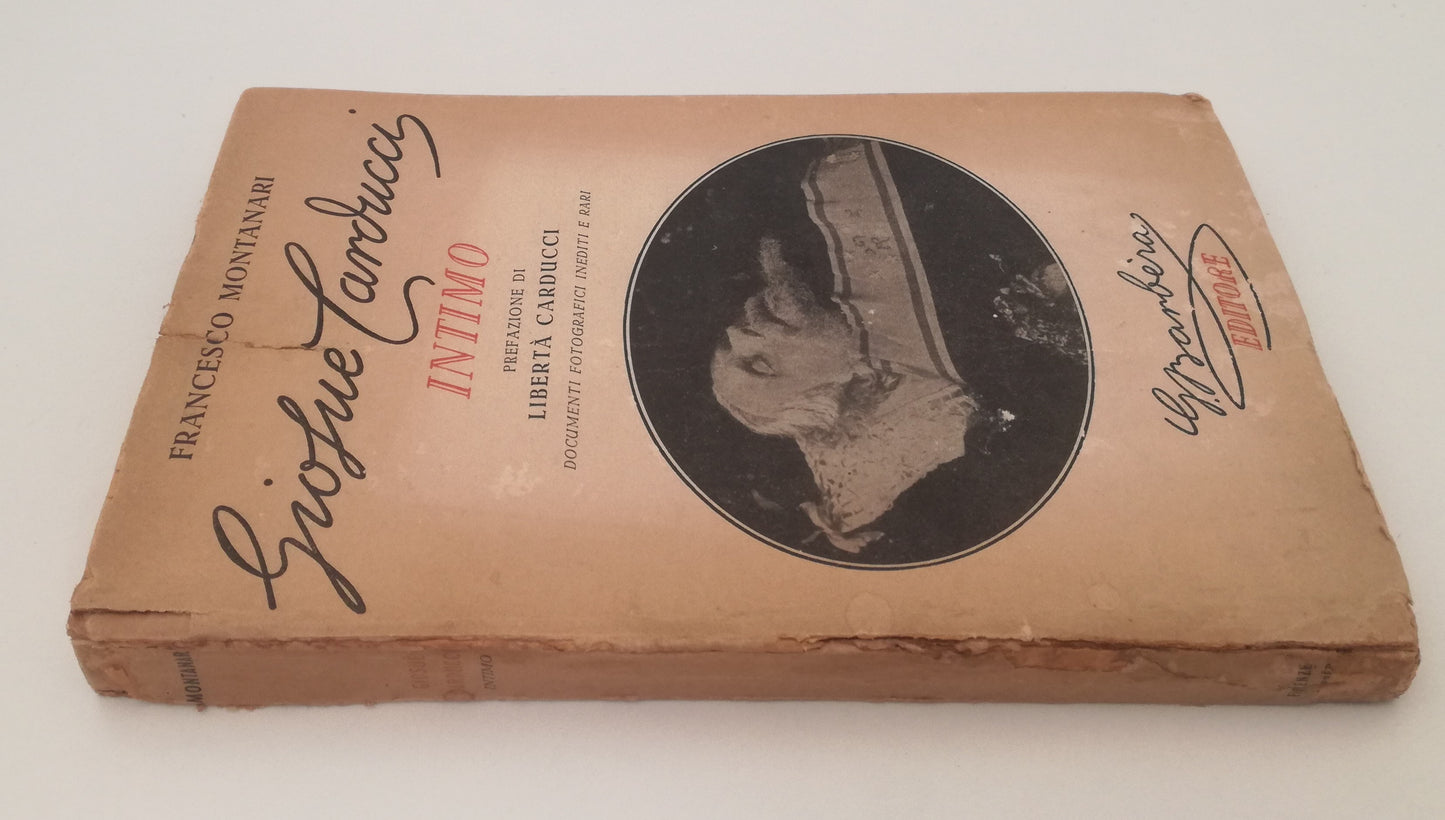 FRANCESCO MONTANARI
Giosue Carducci
INTIMO
PREFAZIONE DI
LIBERTÀ CARDUCCI
DOCUMENTI FOTOGRAFICI INEDITI E RARI
G. Barbèra
EDITORE
MONTANARI
GIOSUE
CARDUCCI
INTIMO
FIRENZE